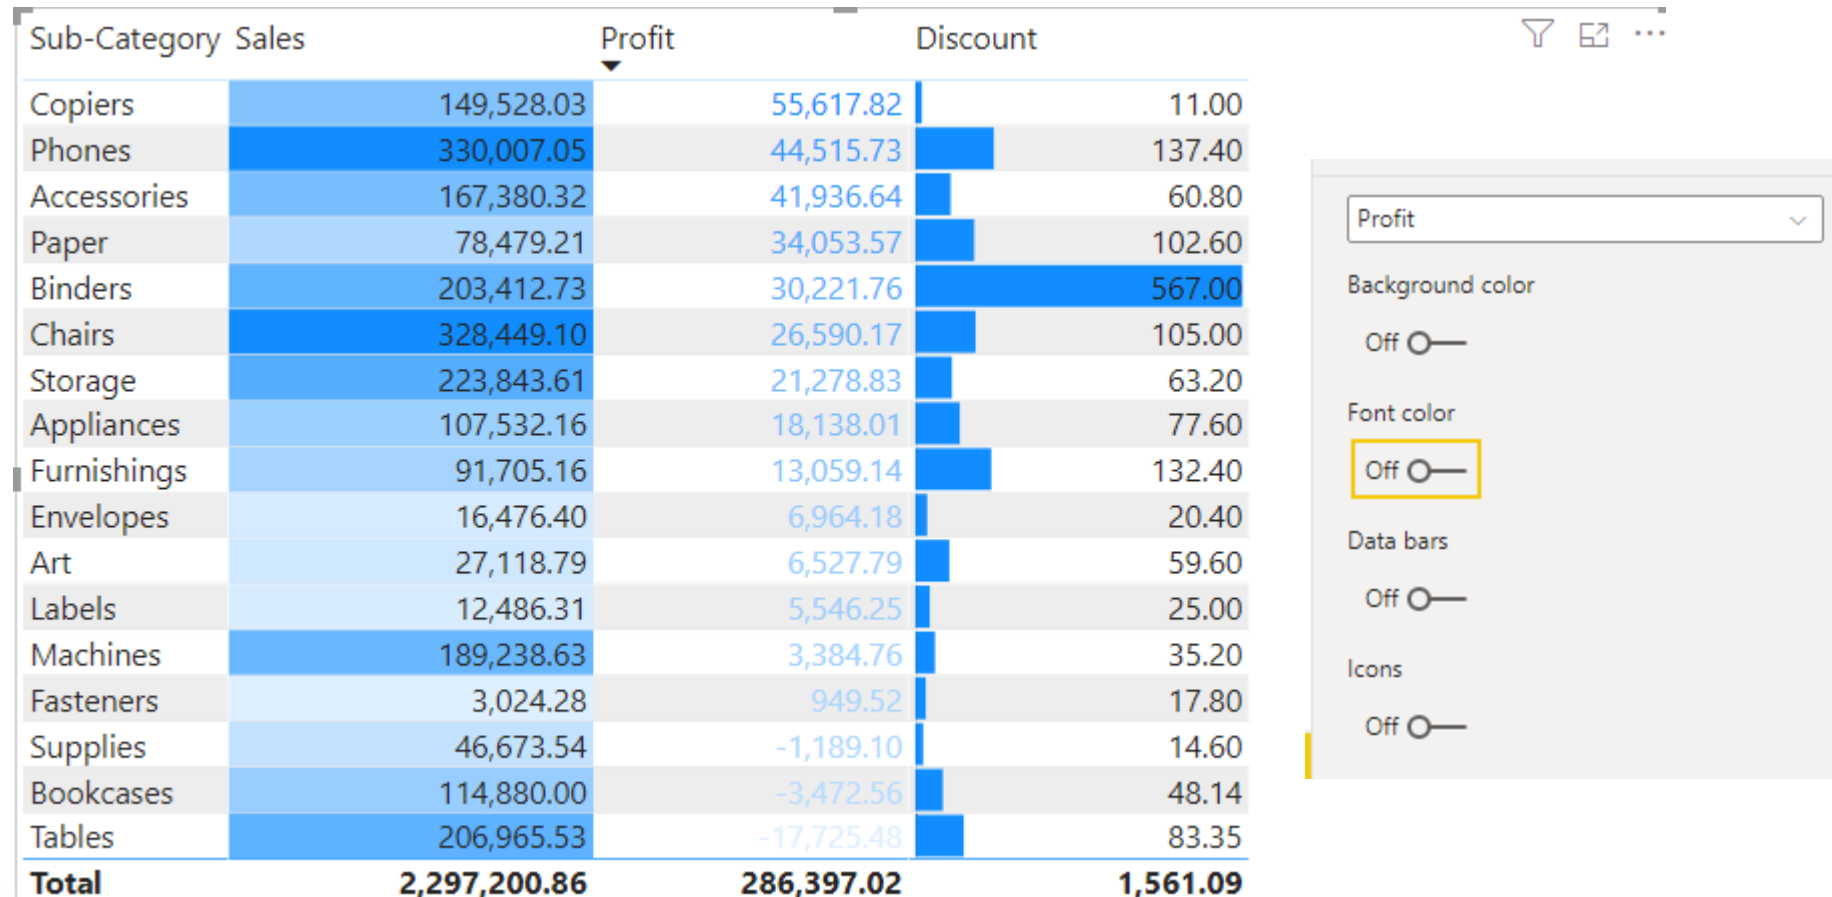 Sub-Category Sales Profit Discount
Copiers 149,528.03 55,617.82 11.00
Phones 330,007.05 44,515.73 137.40
Accessories 167,380.32 41,936.64 60.80
Paper 78,479.21 34,053.57 102.60
Binders 203,412.73 30,221.76 567.00
Chairs 328,449.10 26,590.17 105.00
Storage 223,843.61 21,278.83 63.20
Appliances 107,532.16 18,138.01 77.60
Furnishings 91,705.16 13,059.14 132.40
Envelopes 16,476.40 6,964.18 20.40
Art 27,118.79 6,527.79 59.60
Labels 12,486.31 5,546.25 25.00
Machines 189,238.63 3,384.76 35.20
Fasteners 3,024.28 949.52 17.80
Supplies 46,673.54 -1,189.10 14.60
Bookcases 114,880.00 -3,472.56 48.14
Tables 206,965.53 -17,725.48 83.35
Total 2,297,200.86 286,397.02 1,561.09
Profit
Background color
Off
Font color
Off
Data bars
Off
Icons
Off